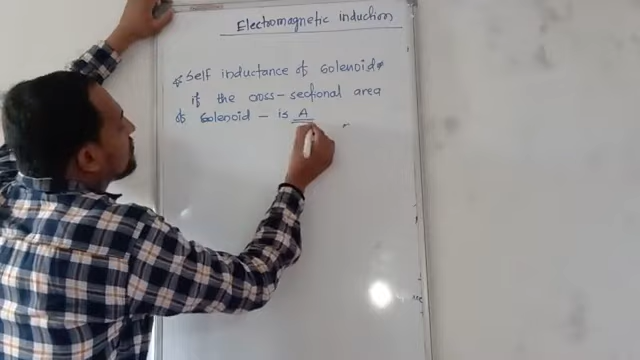 Electromagnetic induction
* Self inductance of Solenoid
if the cross-sectional area
of Solenoid - is A